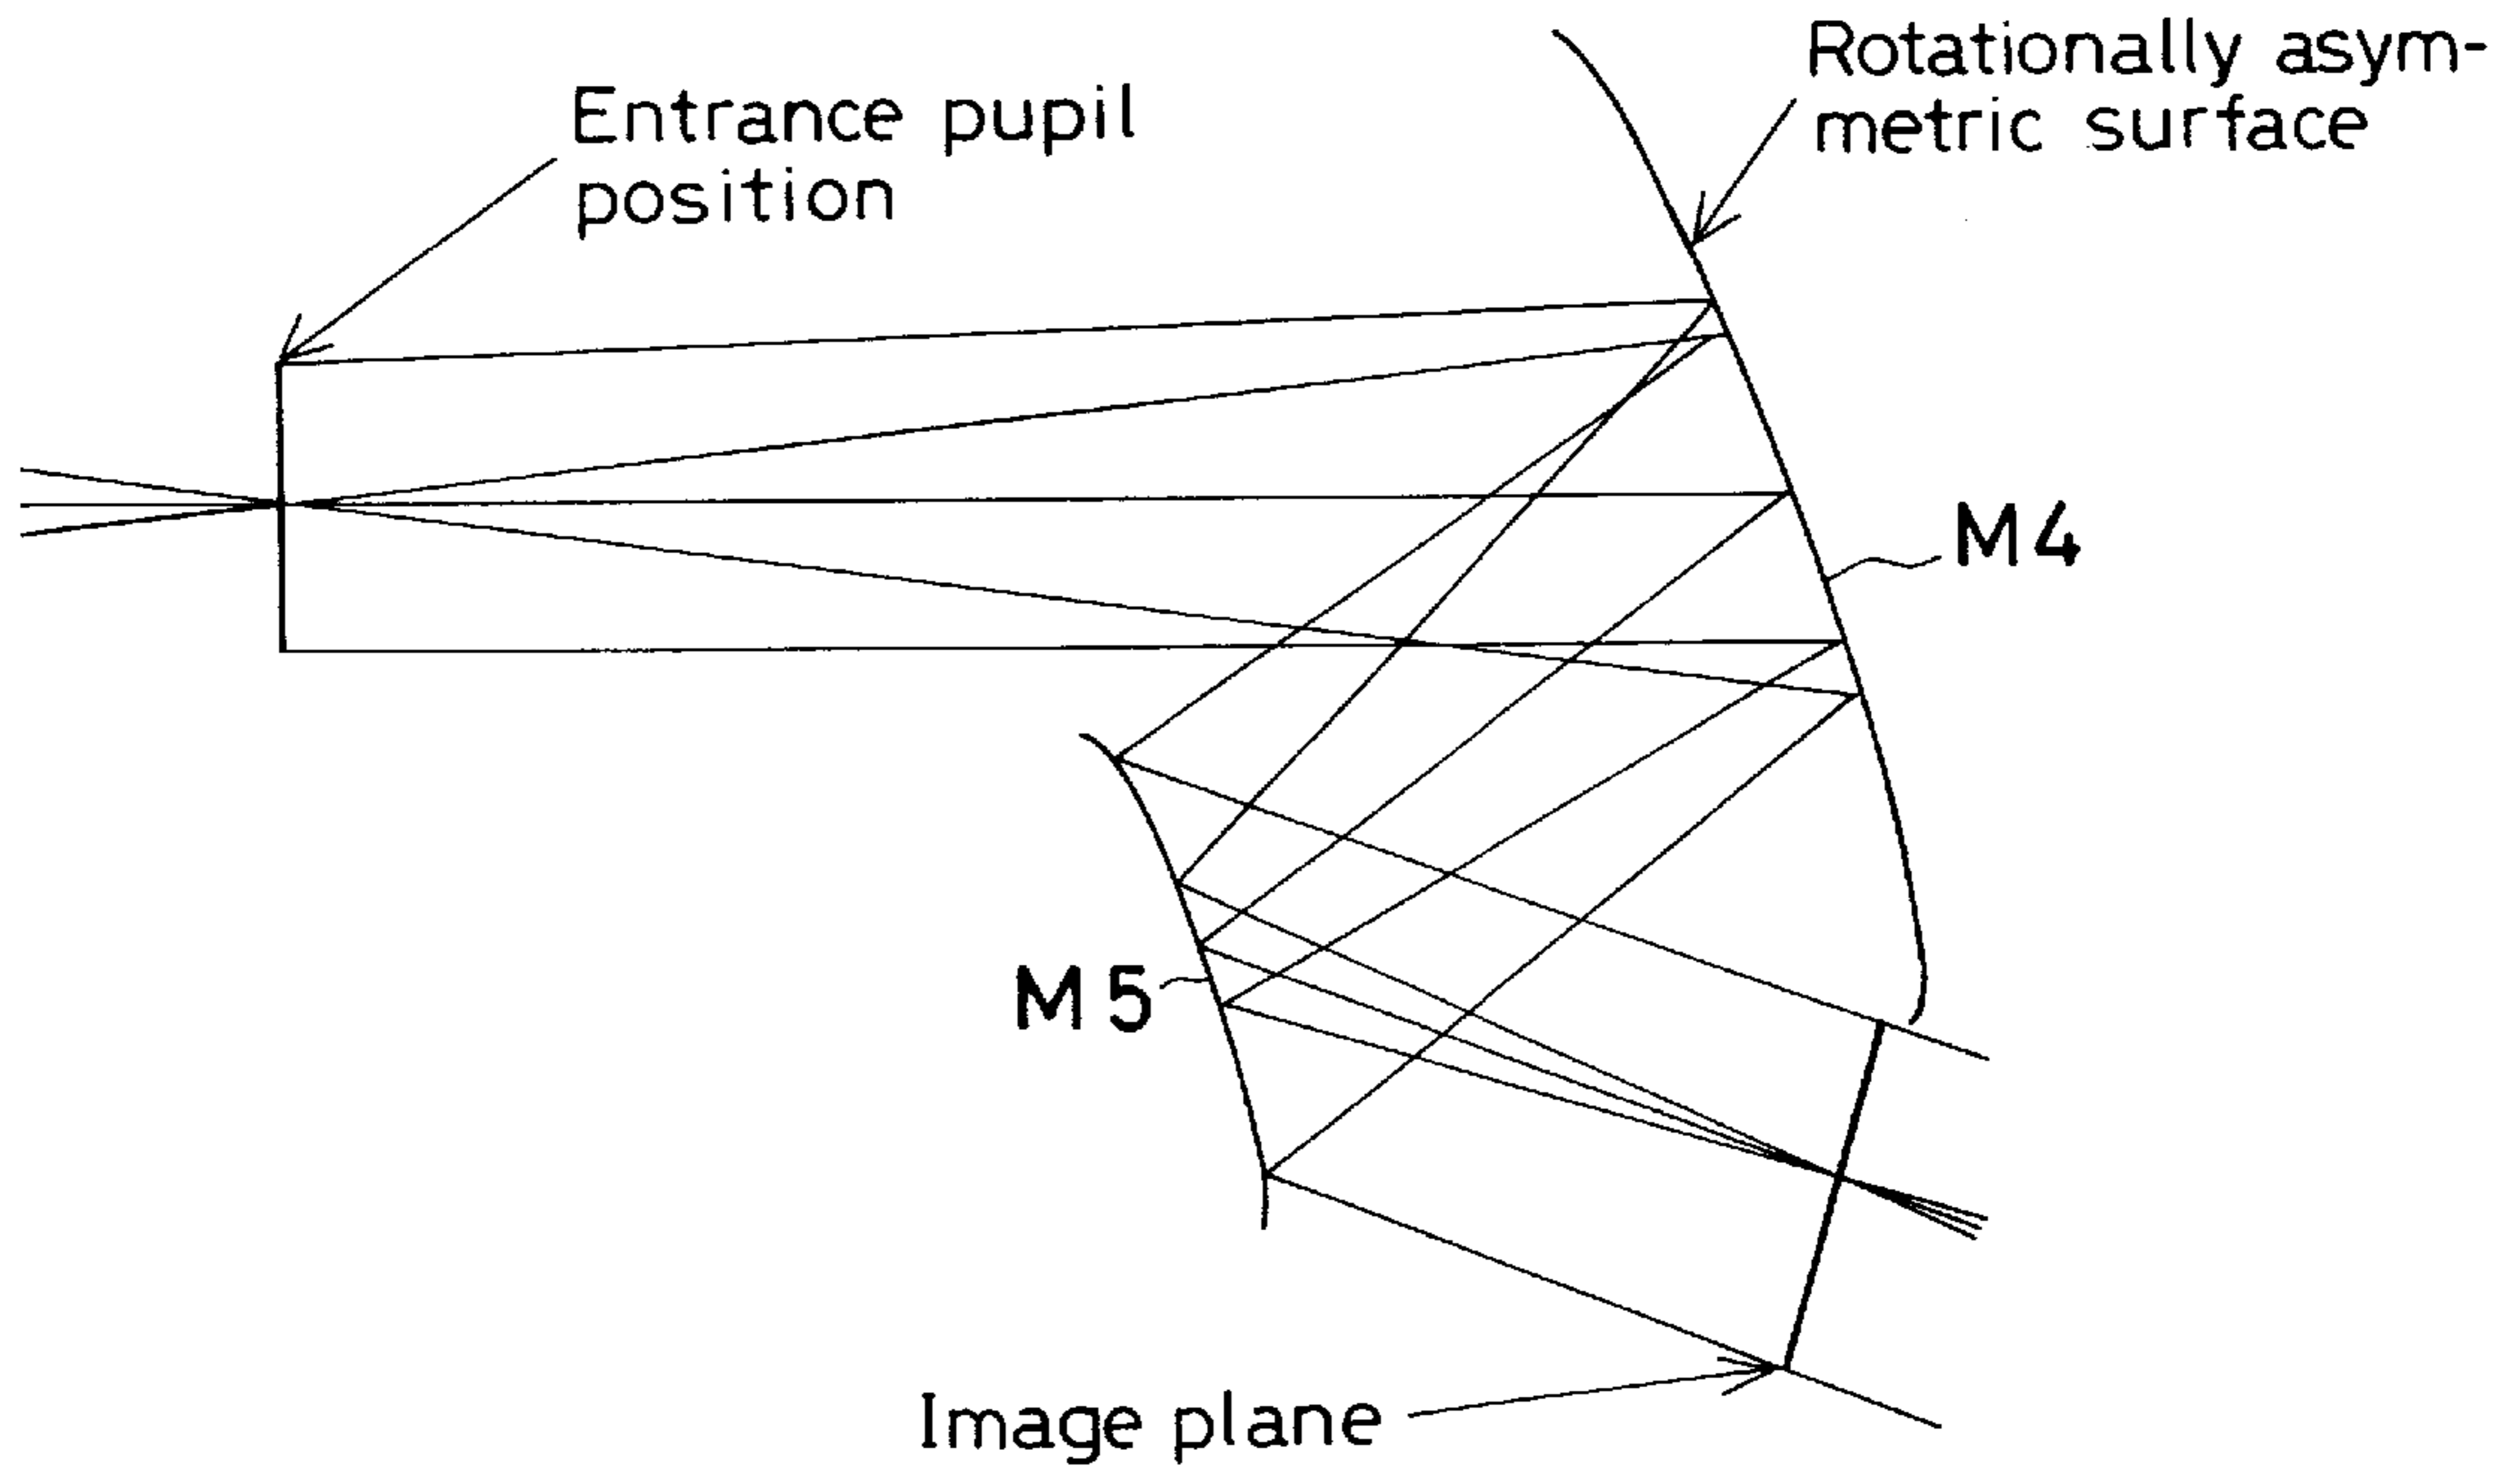 Rotationally asym-
metric surface
Entrance pupil
position
M4
M5
Image plane